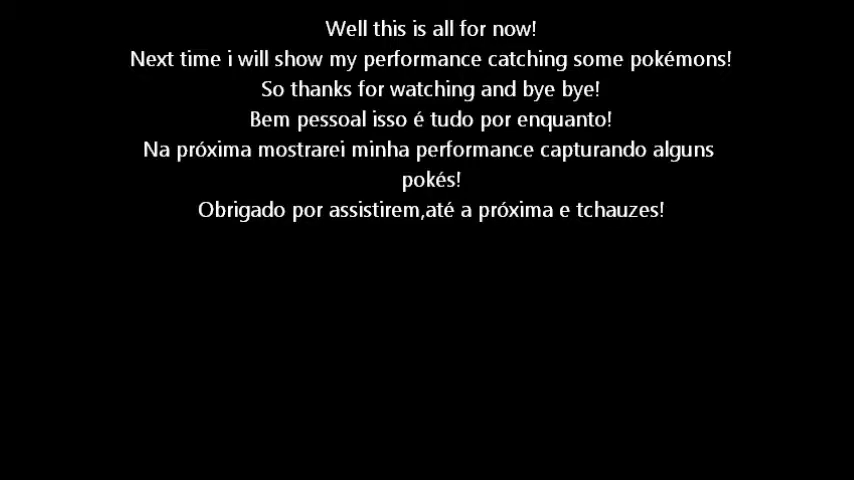 Well this is all for now!
Next time i will show my performance catching some pokémons!
So thanks for watching and bye bye!
Bem pessoal isso é tudo por enquanto!
Na próxima mostrarei minha performance capturando alguns
pokés!
Obrigado por assistirem,até a próxima e tchauzes!